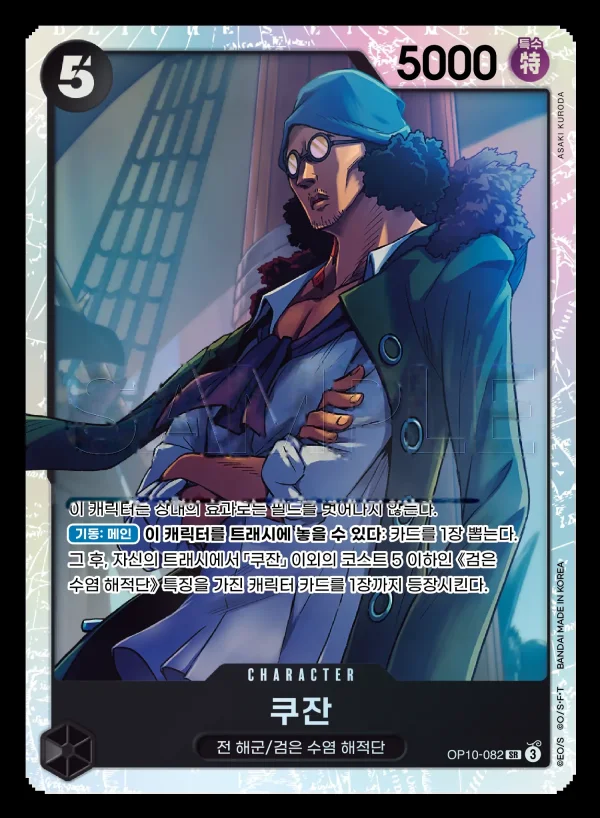 5
5000
특수
特
ASAKI KURODA
SAMPLE
이 캐릭터는 상대의 효과로는 필드를 벗어나지 않는다.
기동: 메인 이 캐릭터를 트래시에 놓을 수 있다: 카드를 1장 뽑는다.
그 후, 자신의 트래시에서 「쿠잔」 이외의 코스트 5 이하인 《검은
수염 해적단》 특징을 가진 캐릭터 카드를 1장까지 등장시킨다.
CHARACTER
쿠잔
전 해군/검은 수염 해적단
OP10-082 SR 3
©EO/S ©O/S·F·T BANDAI MADE IN KOREA